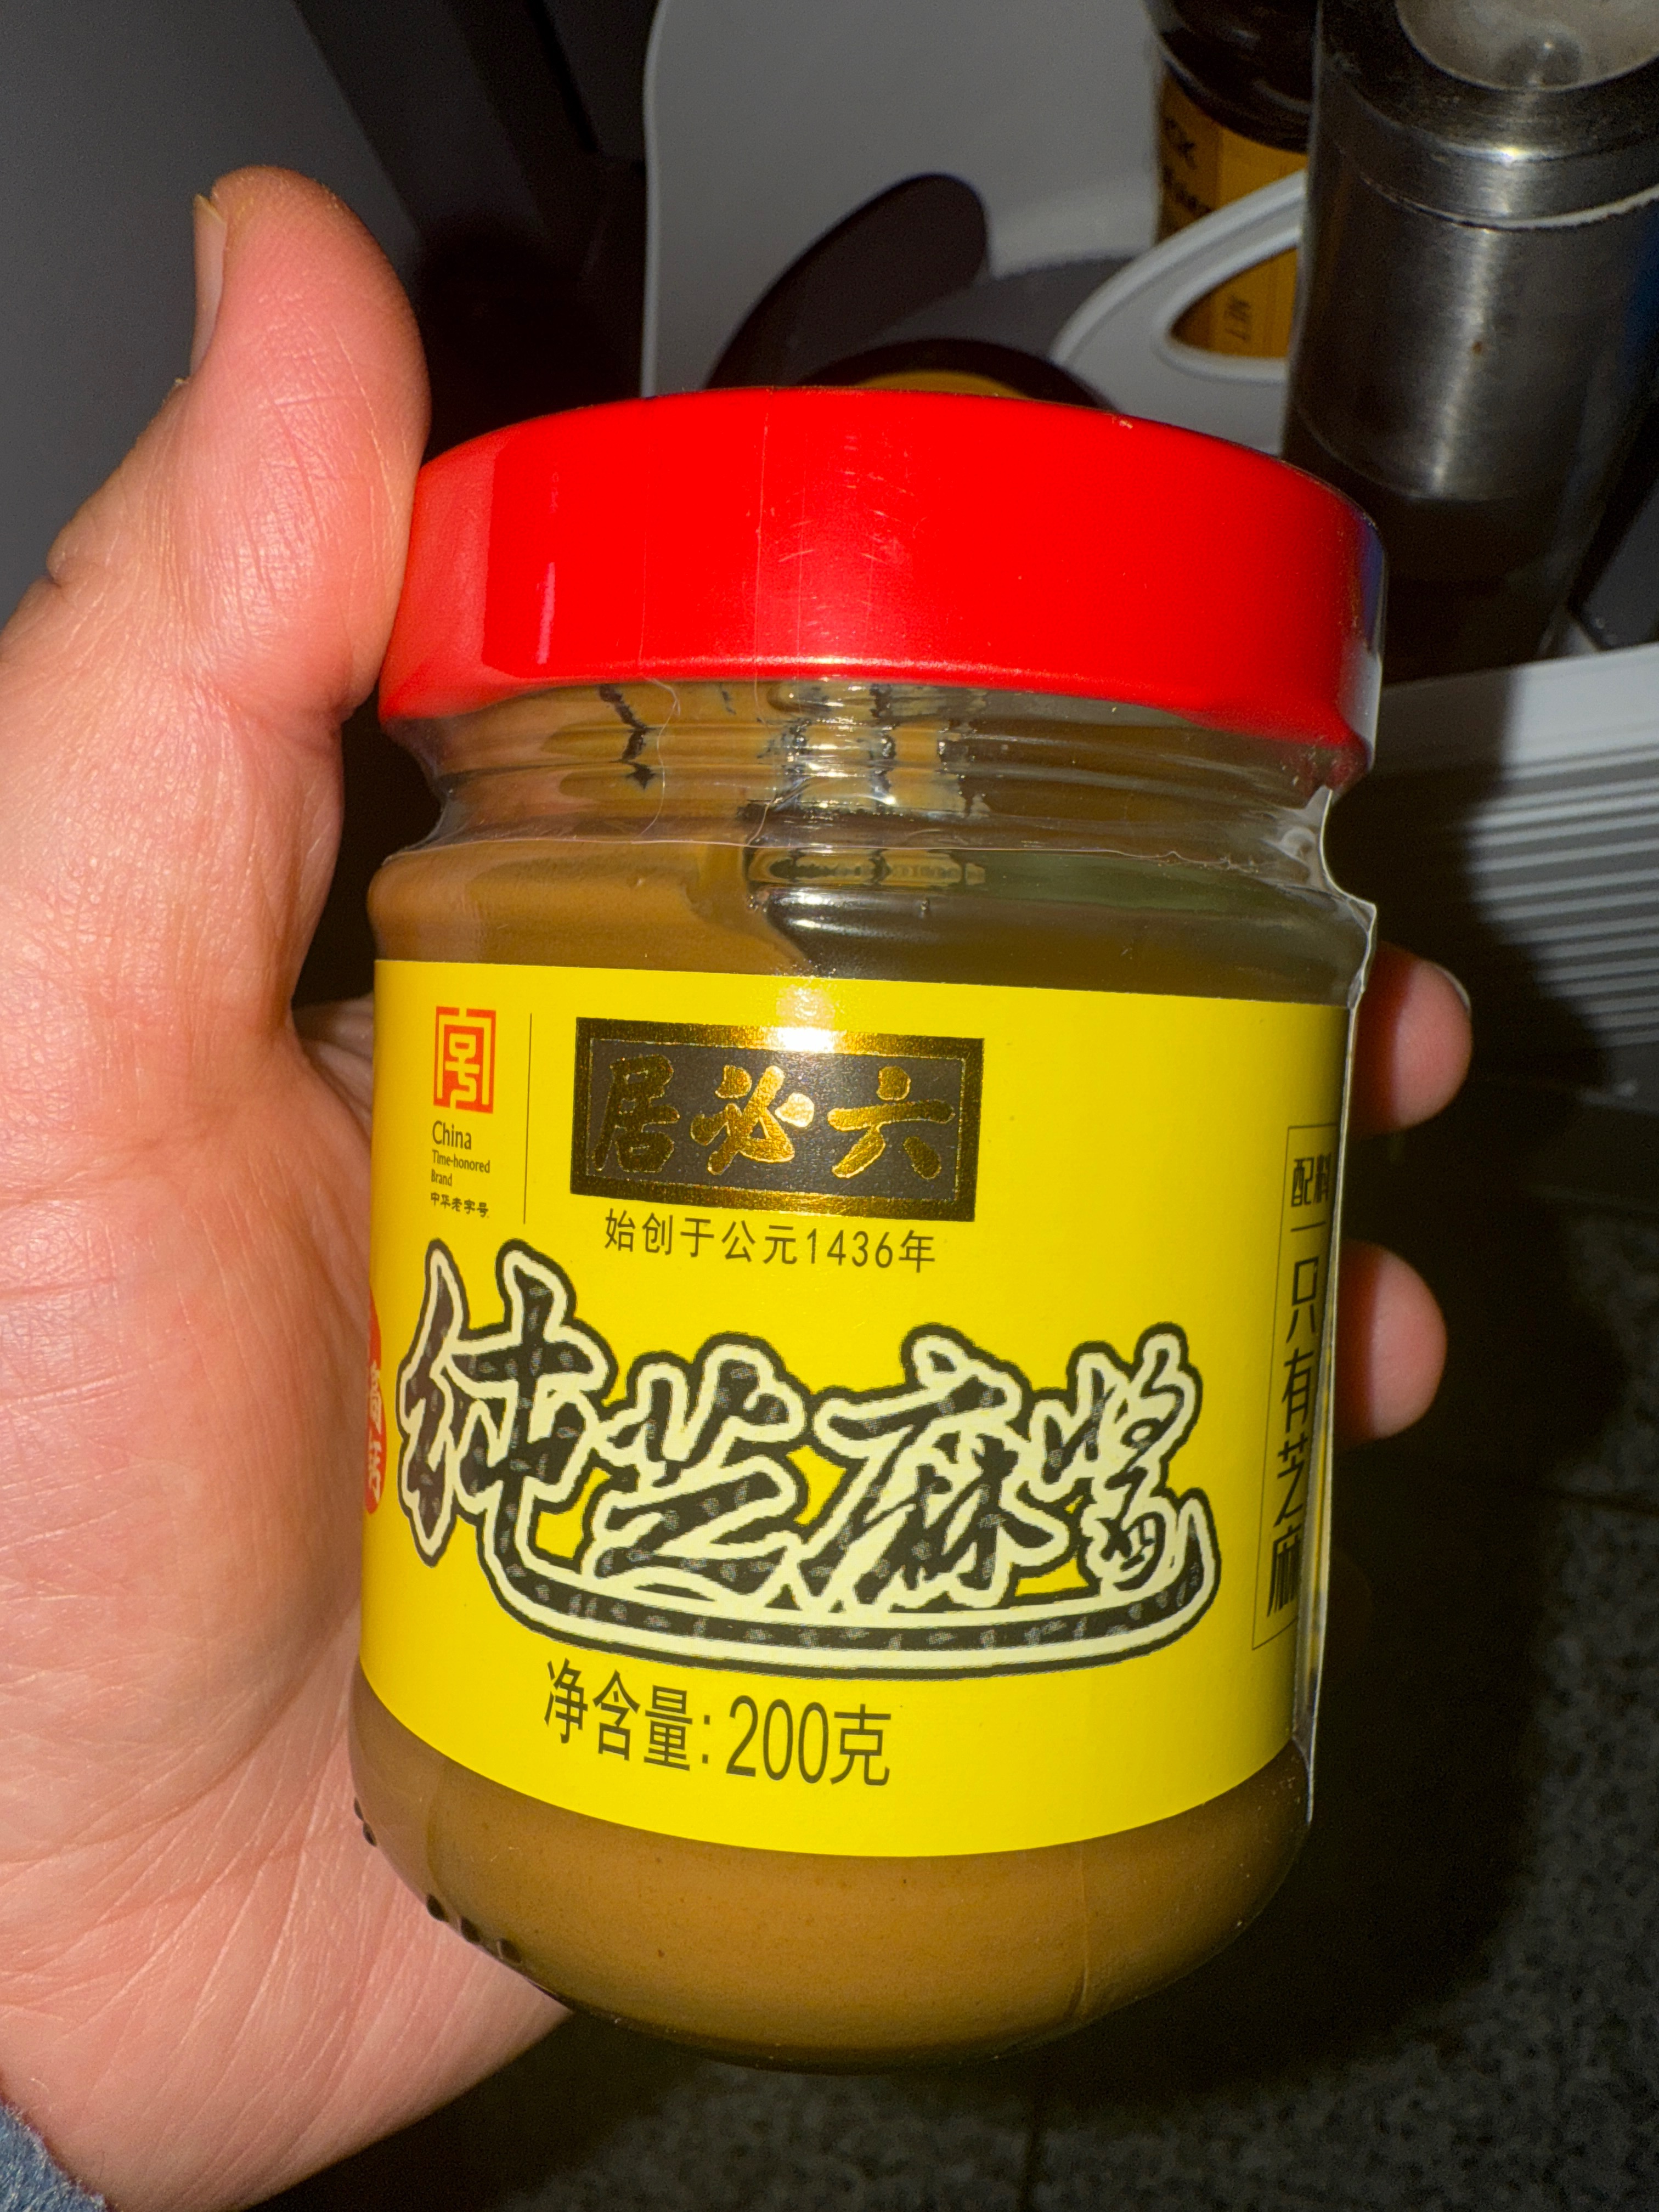 号
China
Time-honored
Brand
中华老字号
六必居
始创于公元1436年
纯芝麻酱
净含量:200克
配料
只有芝麻